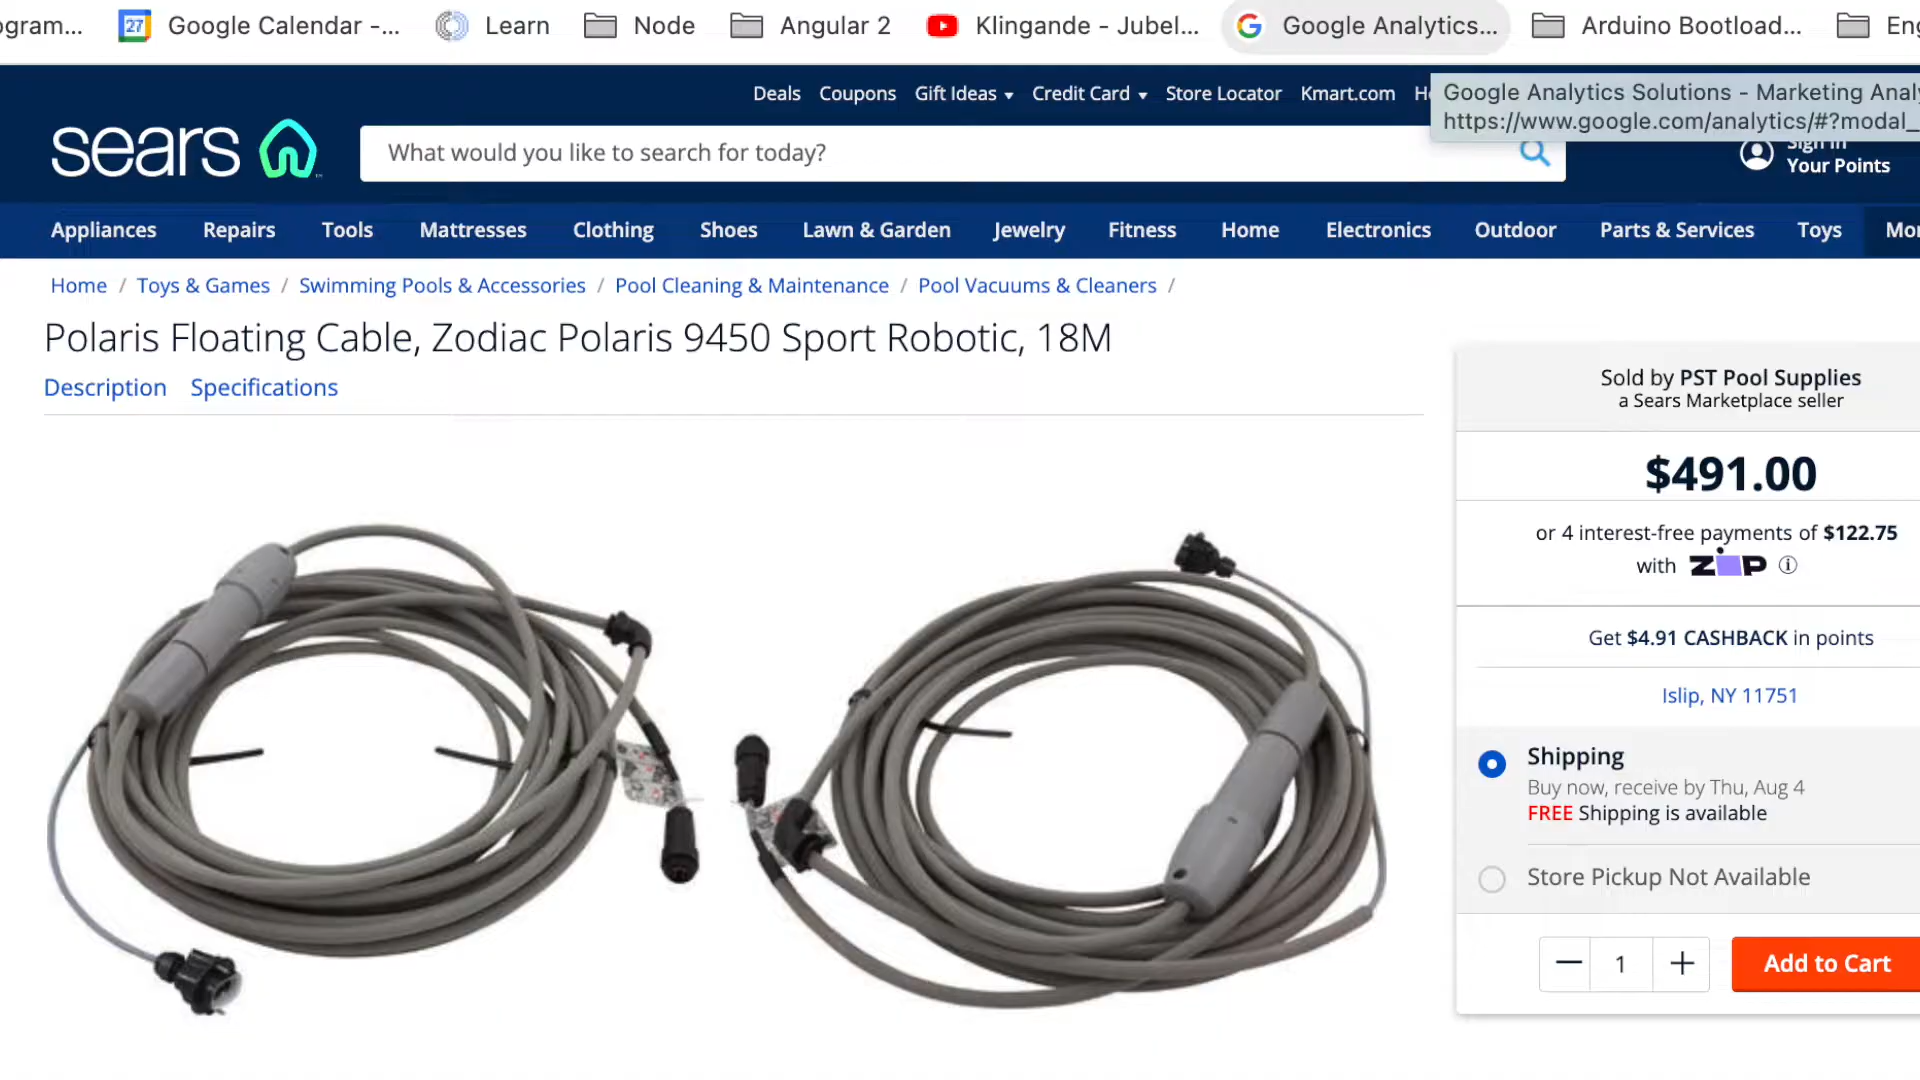 ogram...
27
Google Calendar -...
Learn
Node
Angular 2
Klingande - Jubel...
Google Analytics...
Arduino Bootload...
Eng
Deals
Coupons
Gift Ideas
Credit Card
Store Locator
Kmart.com
Google Analytics Solutions - Marketing Analy
https://www.google.com/analytics/#?modal_
sears
What would you like to search for today?
Sign In
Your Points
Appliances
Repairs
Tools
Mattresses
Clothing
Shoes
Lawn & Garden
Jewelry
Fitness
Home
Electronics
Outdoor
Parts & Services
Toys
Mor
Home / Toys & Games / Swimming Pools & Accessories / Pool Cleaning & Maintenance / Pool Vacuums & Cleaners /
Polaris Floating Cable, Zodiac Polaris 9450 Sport Robotic, 18M
Description
Specifications
Sold by PST Pool Supplies
a Sears Marketplace seller
$491.00
or 4 interest-free payments of $122.75
with ZIP
Get $4.91 CASHBACK in points
Islip, NY 11751
Shipping
Buy now, receive by Thu, Aug 4
FREE Shipping is available
Store Pickup Not Available
1
Add to Cart